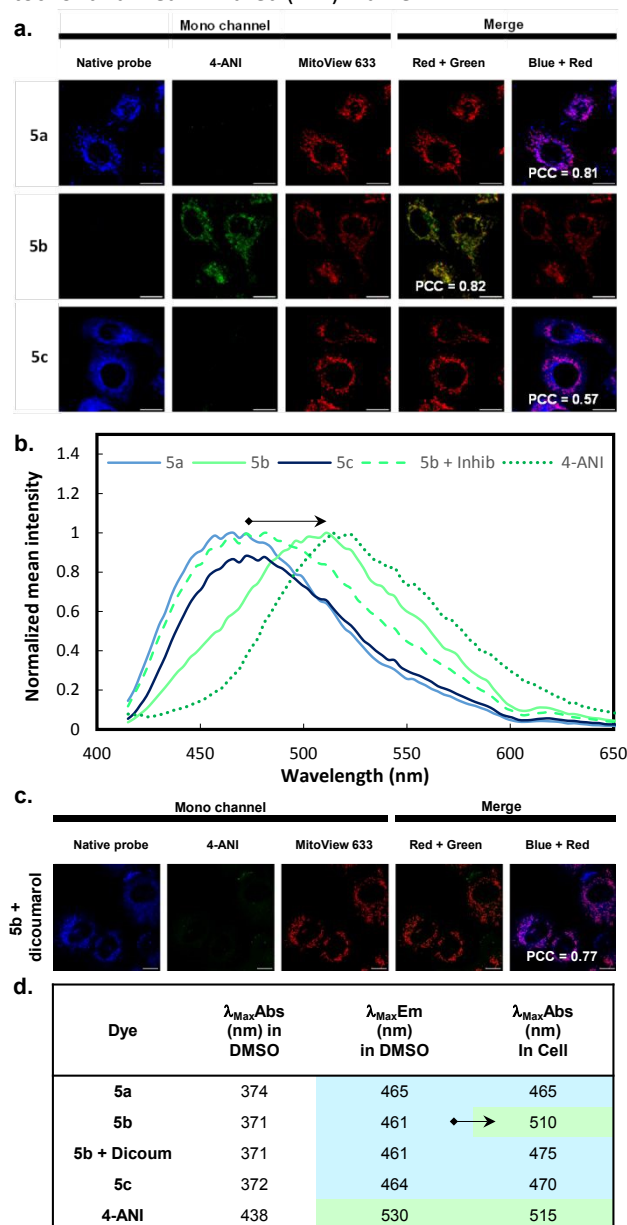 a.
Mono channel Merge
Native probe 4-ANI MitoView 633 Red + Green Blue + Red
5a
PCC = 0.81
5b
PCC = 0.82
5c
PCC = 0.57
b.
1.4
1.2
1
0.8
0.6
0.4
0.2
0
5a 5b 5c 5b + Inhib 4-ANI
Normalized mean intensity
400 450 500 550 600 650
Wavelength (nm)
c.
Mono channel Merge
Native probe 4-ANI MitoView 633 Red + Green Blue + Red
5b +
dicoumarol
PCC = 0.77
d.
Dye λMaxAbs (nm) in DMSO λMaxEm (nm) in DMSO λMaxAbs (nm) In Cell
5a 374 465 465
5b 371 461 510
5b + Dicoum 371 461 475
5c 372 464 470
4-ANI 438 530 515